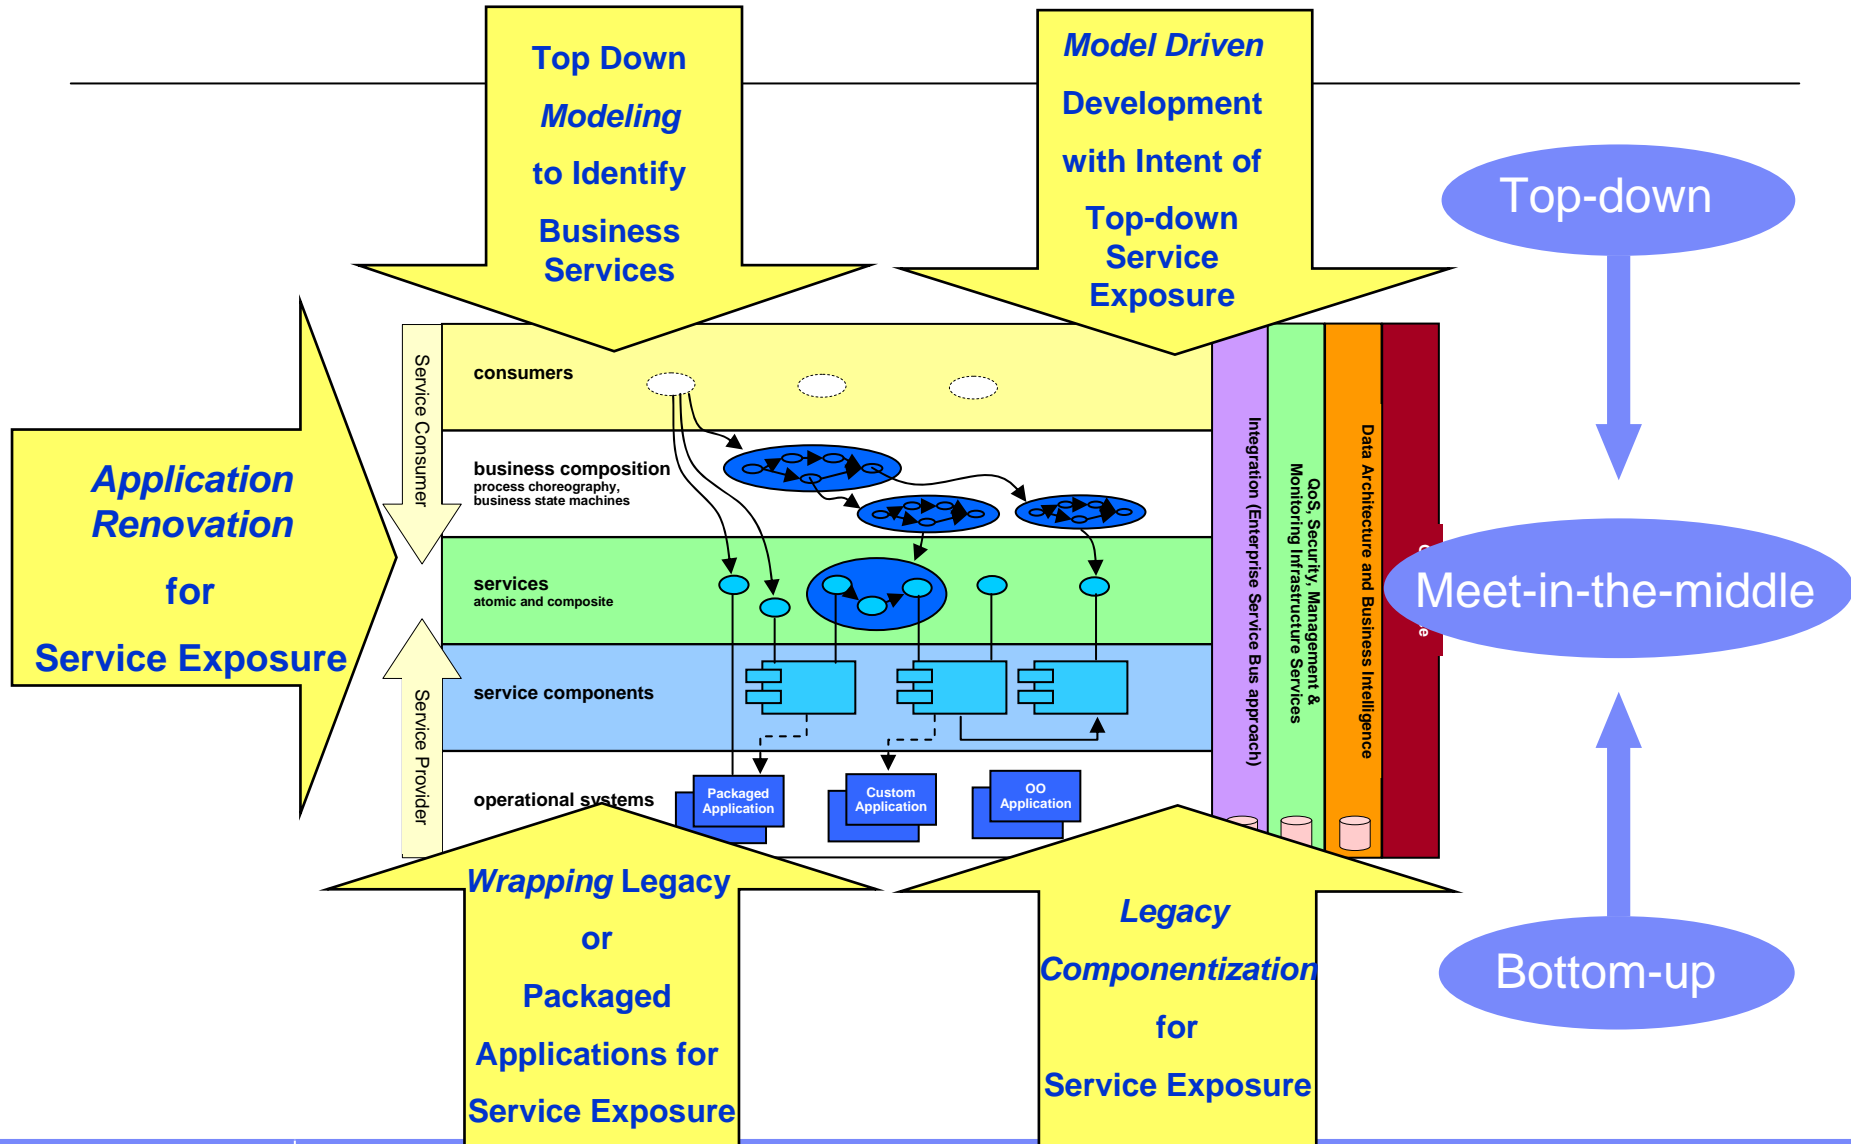 Top Down
Modeling
to Identify
Business
Services
Model Driven
Development
with Intent of
Top-down
Service
Exposure
Top-down
Meet-in-the-middle
Bottom-up
Application
Renovation
for
Service Exposure
Service Consumer
Service Provider
consumers
business composition
process choreography,
business state machines
services
atomic and composite
service components
operational systems
Packaged
Application
Custom
Application
OO
Application
Integration (Enterprise Service Bus approach)
QoS, Security, Management &
Monitoring Infrastructure Services
Data Architecture and Business Intelligence
Wrapping Legacy
or
Packaged
Applications for
Service Exposure
Legacy
Componentization
for
Service Exposure